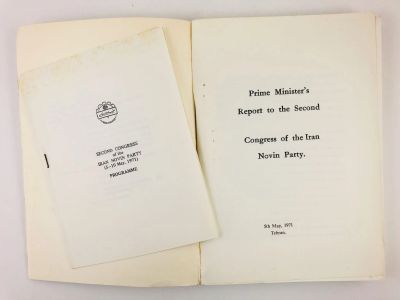 SECOND CONGRESS
of the
IRAN NOVIN PARTY
(5-10 May, 1971)
PROGRAMME
Prime Minister's
Report to the Second
Congress of the Iran
Novin Party.
5th May, 1971
Tehran.